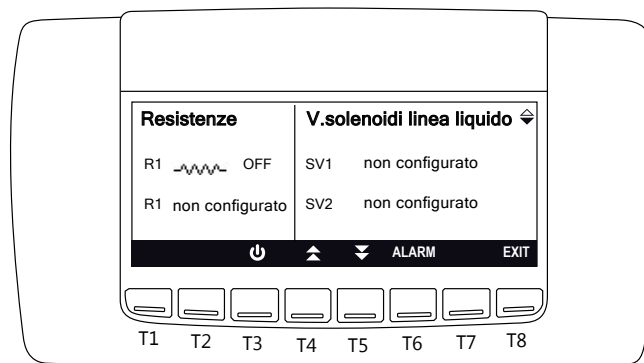 Resistenze
V.solenoidi linea liquido
R1 OFF
SV1 non configurato
R1 non configurato
SV2 non configurato
ALARM EXIT
T1 T2 T3 T4 T5 T6 T7 T8